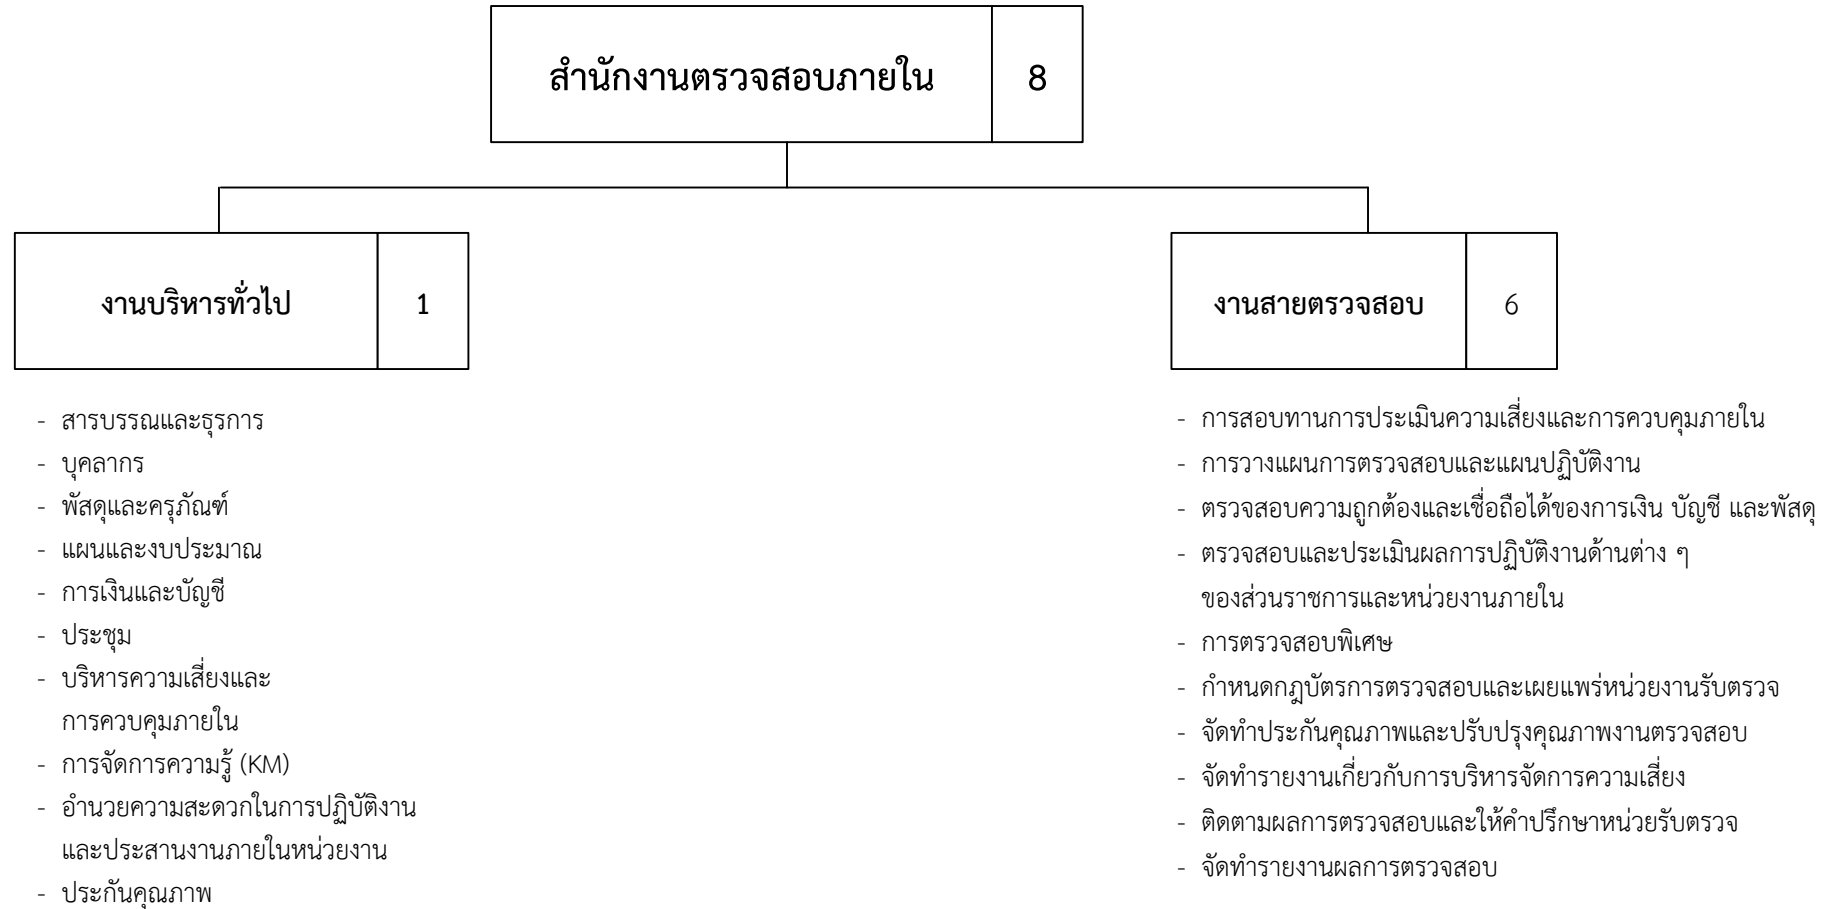 สำนักงานตรวจสอบภายใน 8
งานบริหารทั่วไป 1
- สารบรรณและธุรการ
- บุคลากร
- พัสดุและครุภัณฑ์
- แผนและงบประมาณ
- การเงินและบัญชี
- ประชุม
- บริหารความเสี่ยงและ
การควบคุมภายใน
- การจัดการความรู้ (KM)
- อำนวยความสะดวกในการปฏิบัติงาน
และประสานงานภายในหน่วยงาน
- ประกันคุณภาพ
งานสายตรวจสอบ 6
- การสอบทานการประเมินความเสี่ยงและการควบคุมภายใน
- การวางแผนการตรวจสอบและแผนปฏิบัติงาน
- ตรวจสอบความถูกต้องและเชื่อถือได้ของการเงิน บัญชี และพัสดุ
- ตรวจสอบและประเมินผลการปฏิบัติงานด้านต่าง ๆ
ของส่วนราชการและหน่วยงานภายใน
- การตรวจสอบพิเศษ
- กำหนดกฎบัตรการตรวจสอบและเผยแพร่หน่วยงานรับตรวจ
- จัดทำประกันคุณภาพและปรับปรุงคุณภาพงานตรวจสอบ
- จัดทำรายงานเกี่ยวกับการบริหารจัดการความเสี่ยง
- ติดตามผลการตรวจสอบและให้คำปรึกษาหน่วยรับตรวจ
- จัดทำรายงานผลการตรวจสอบ